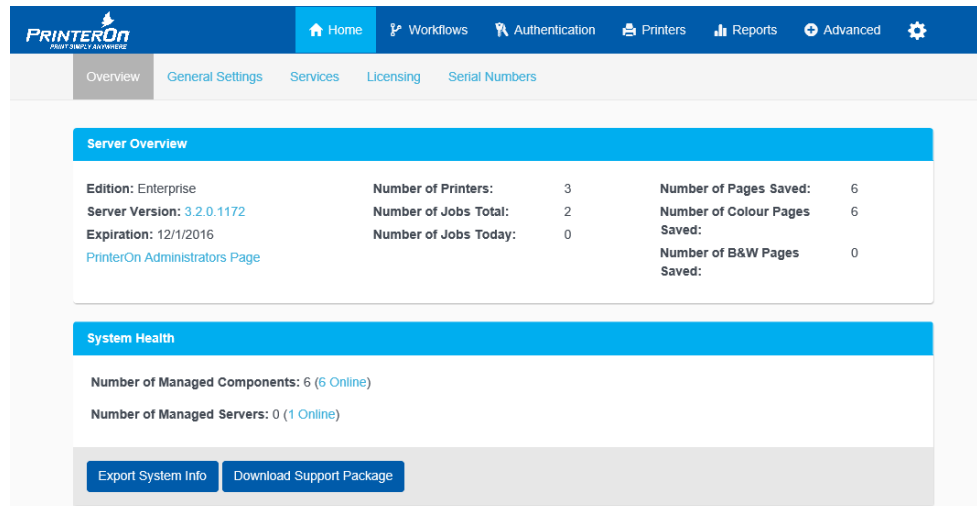 PRINTERON
PRINT SIMPLY ANYWHERE
Home Workflows Authentication Printers Reports Advanced
Overview General Settings Services Licensing Serial Numbers
Server Overview
Edition: Enterprise Number of Printers: 3 Number of Pages Saved: 6
Server Version: 3.2.0.1172 Number of Jobs Total: 2 Number of Colour Pages 6
Saved:
Expiration: 12/1/2016 Number of Jobs Today: 0
Number of B&W Pages 0
PrinterOn Administrators Page
Saved:
System Health
Number of Managed Components: 6 (6 Online)
Number of Managed Servers: 0 (1 Online)
Export System Info Download Support Package